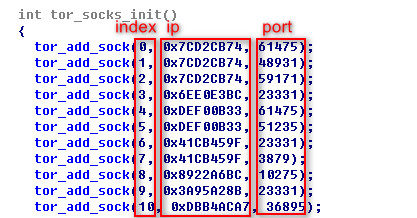 index ip port
int tor_socks_init()
{
tor_add_sock(0, 0x7CD2CB74, 61475);
tor_add_sock(1, 0x7CD2CB74, 48931);
tor_add_sock(2, 0x7CD2CB74, 59171);
tor_add_sock(3, 0x6EE0E3BC, 23331);
tor_add_sock(4, 0xDEF00B33, 61475);
tor_add_sock(5, 0xDEF00B33, 51235);
tor_add_sock(6, 0x41CB459F, 23331);
tor_add_sock(7, 0x41CB459F, 3879);
tor_add_sock(8, 0x8922A6BC, 10275);
tor_add_sock(9, 0x3A95A28B, 23331);
tor_add_sock(10, 0xDBB4ACA7, 36895);